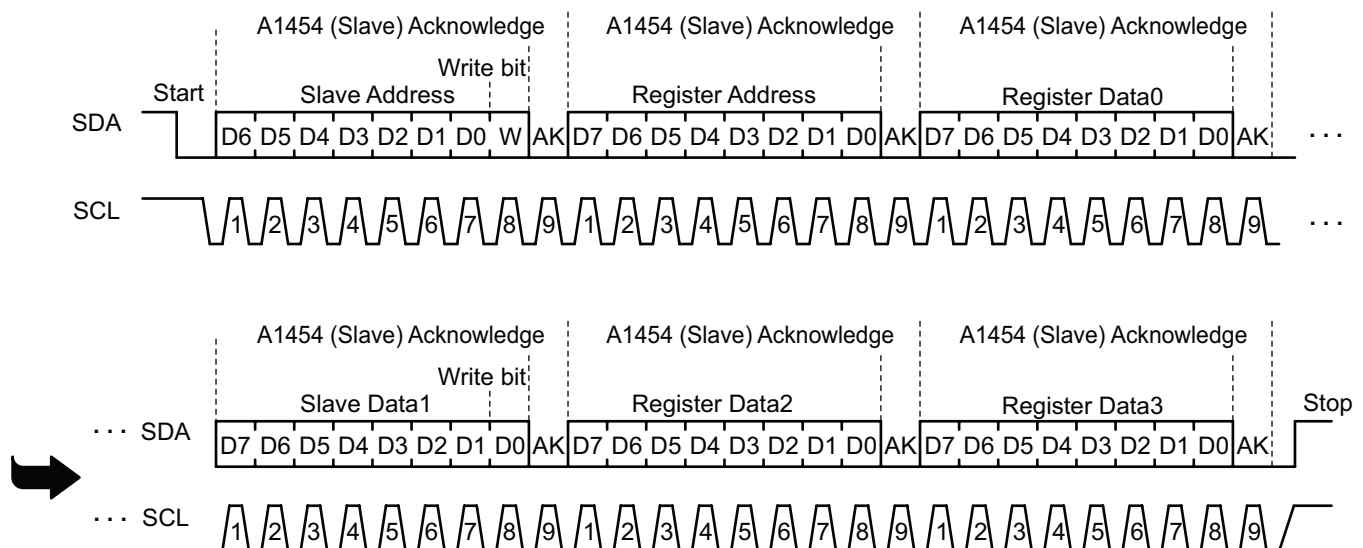 A1454 (Slave) Acknowledge A1454 (Slave) Acknowledge A1454 (Slave) Acknowledge
Write bit
Start Slave Address Register Address Register Data0
SDA D6 D5 D4 D3 D2 D1 D0 W AK D7 D6 D5 D4 D3 D2 D1 D0 AK D7 D6 D5 D4 D3 D2 D1 D0 AK . . .
SCL 1 2 3 4 5 6 7 8 9 1 2 3 4 5 6 7 8 9 1 2 3 4 5 6 7 8 9 . . .
A1454 (Slave) Acknowledge A1454 (Slave) Acknowledge A1454 (Slave) Acknowledge
Write bit
Slave Data1 Register Data2 Register Data3 Stop
. . . SDA D7 D6 D5 D4 D3 D2 D1 D0 AK D7 D6 D5 D4 D3 D2 D1 D0 AK D7 D6 D5 D4 D3 D2 D1 D0 AK
. . . SCL 1 2 3 4 5 6 7 8 9 1 2 3 4 5 6 7 8 9 1 2 3 4 5 6 7 8 9